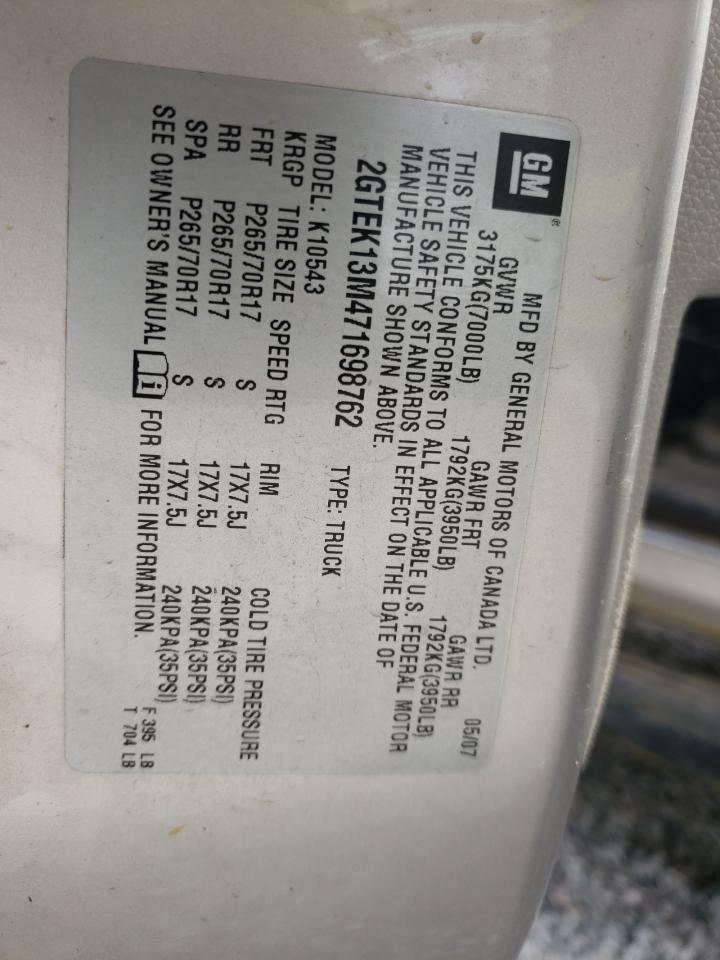 GM®
MFD BY GENERAL MOTORS OF CANADA LTD.
GVWR GAWR FRT GAWR RR 05/07
3175KG(7000LB) 1792KG(3950LB) 1792KG(3950LB)
THIS VEHICLE CONFORMS TO ALL APPLICABLE U.S. FEDERAL MOTOR
VEHICLE SAFETY STANDARDS IN EFFECT ON THE DATE OF
MANUFACTURE SHOWN ABOVE.
2GTEK13M471698762 TYPE: TRUCK
MODEL: K10543
KRGP TIRE SIZE SPEED RTG RIM COLD TIRE PRESSURE
FRT P265/70R17 S 17X7.5J 240KPA(35PSI)
RR P265/70R17 S 17X7.5J 240KPA(35PSI)
SPA P265/70R17 S 17X7.5J 240KPA(35PSI)
SEE OWNER'S MANUAL i FOR MORE INFORMATION.
F 395 LB
T 704 LB